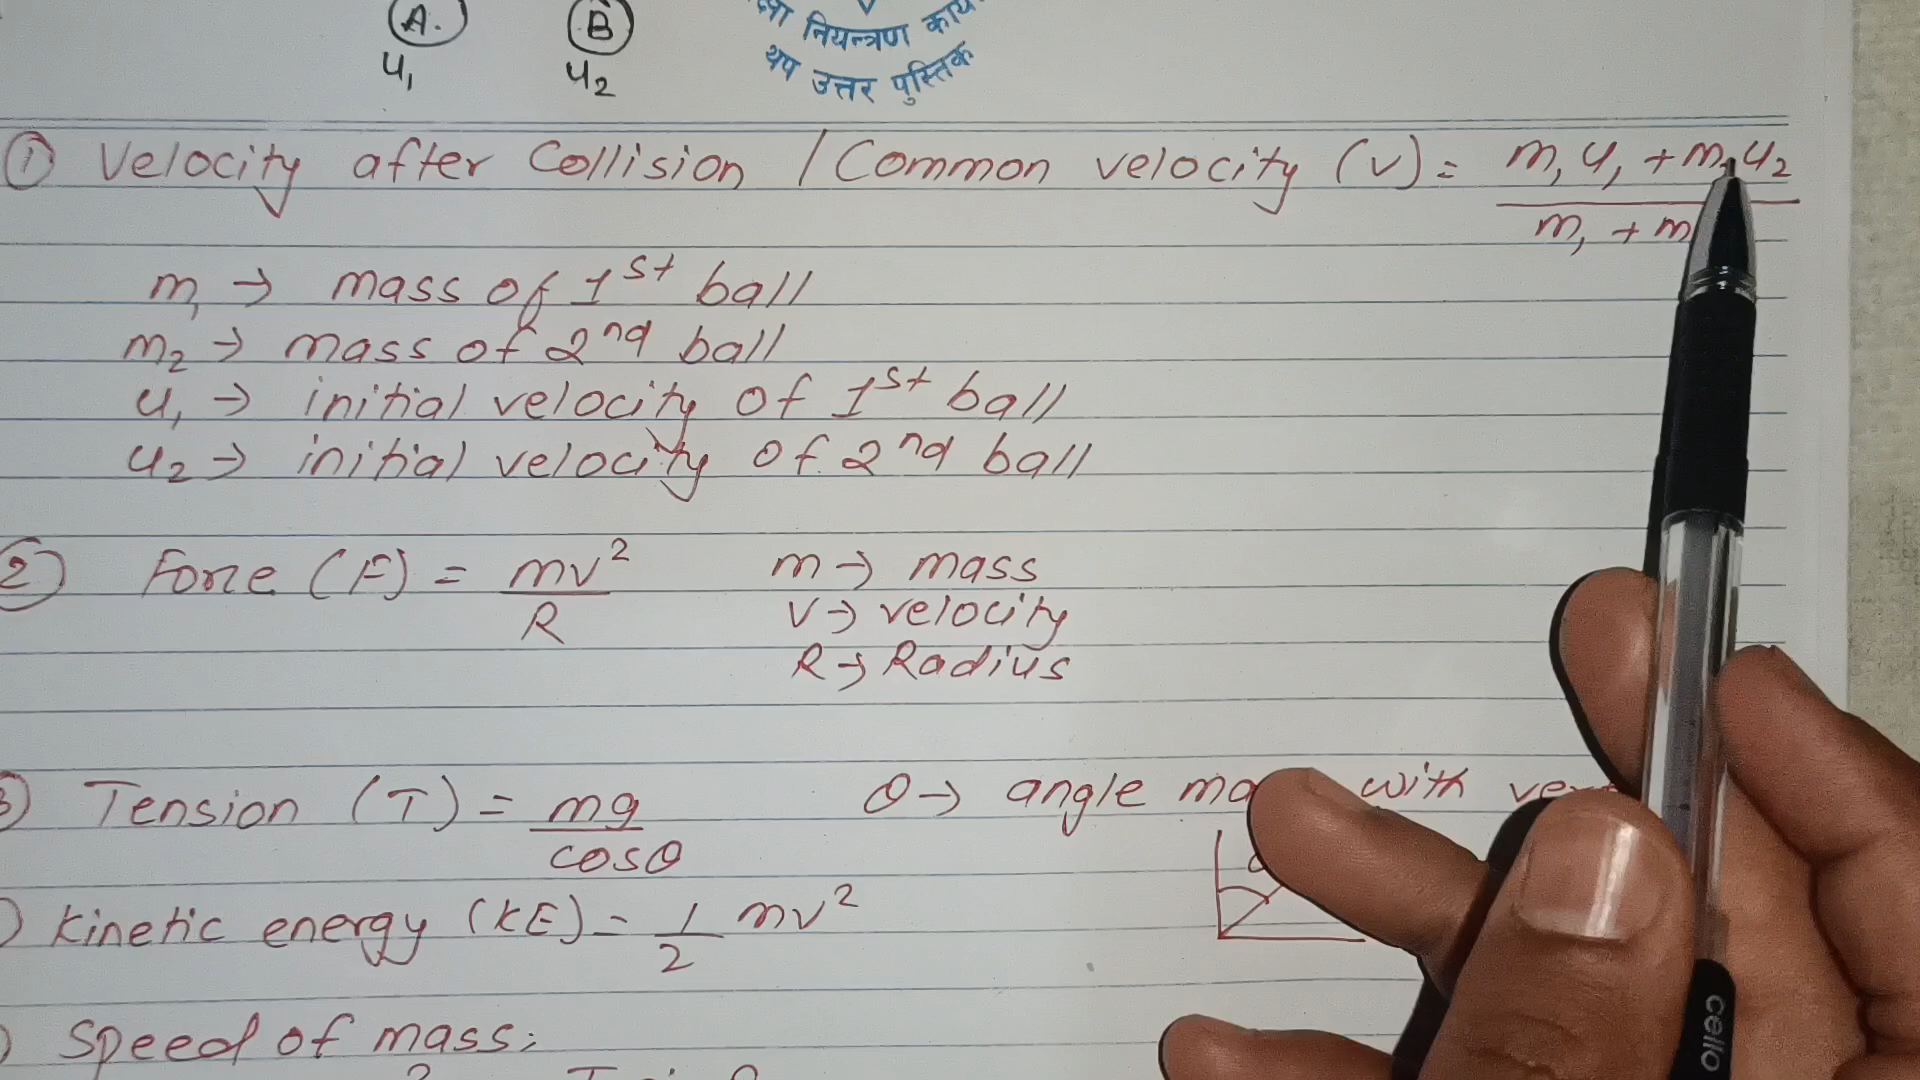 A. B
u₁ u₂
नियन्त्रण
थप उत्तर पुस्तिक
① Velocity after Collision / Common velocity (v) = m₁u₁ + m₂u₂
m₁ + m
m₁ → mass of 1st ball
m₂ → mass of 2nd ball
u₁ → initial velocity of 1st ball
u₂ → initial velocity of 2nd ball
② Force (F) = mv²/R m → mass
v → velocity
R → Radius
3) Tension (T) = mg/cosθ θ → angle with
) Kinetic energy (KE) = 1/2 mv²
) Speed of mass: